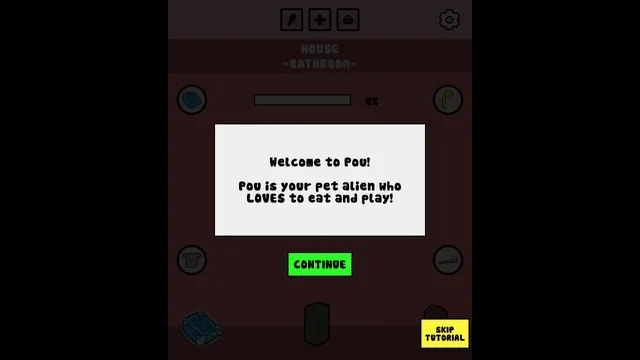 HOUSE
-BATHROOM-
0%
Welcome to Pou!
Pou is your pet alien who
LOVES to eat and play!
CONTINUE
SKIP
TUTORIAL